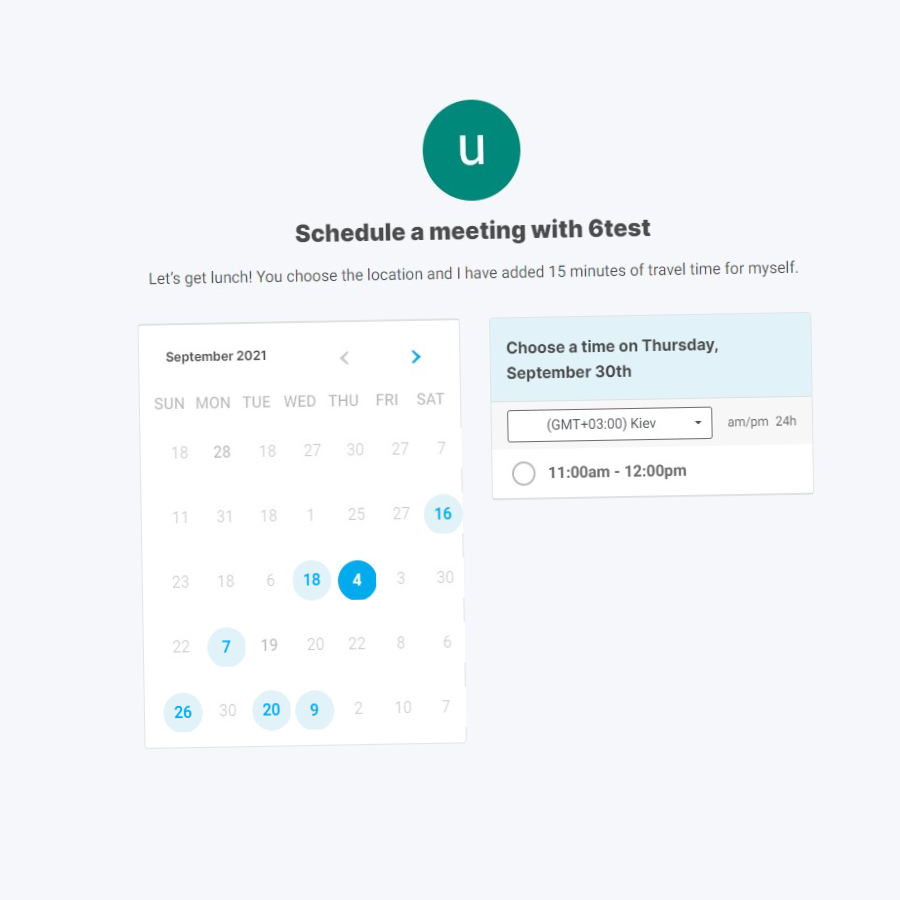 u
Schedule a meeting with 6test
Let's get lunch! You choose the location and I have added 15 minutes of travel time for myself.
September 2021
SUN MON TUE WED THU FRI SAT
18 28 18 27 30 27 7
11 31 18 1 25 27 16
23 18 6 18 4 3 30
22 7 19 20 22 8 6
26 30 20 9 2 10 7
Choose a time on Thursday,
September 30th
(GMT+03:00) Kiev am/pm 24h
11:00am - 12:00pm